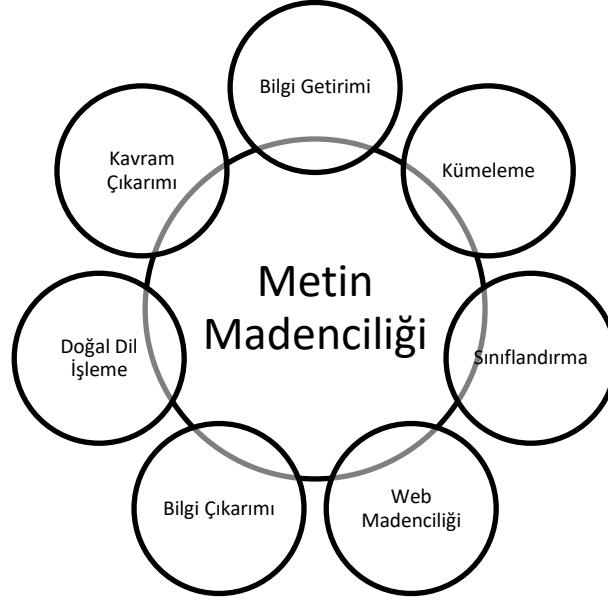 Bilgi Getirimi
Kavram
Çıkarımı
Kümeleme
Metin
Madenciliği
Doğal Dil
İşleme
Sınıflandırma
Bilgi Çıkarımı
Web
Madenciliği